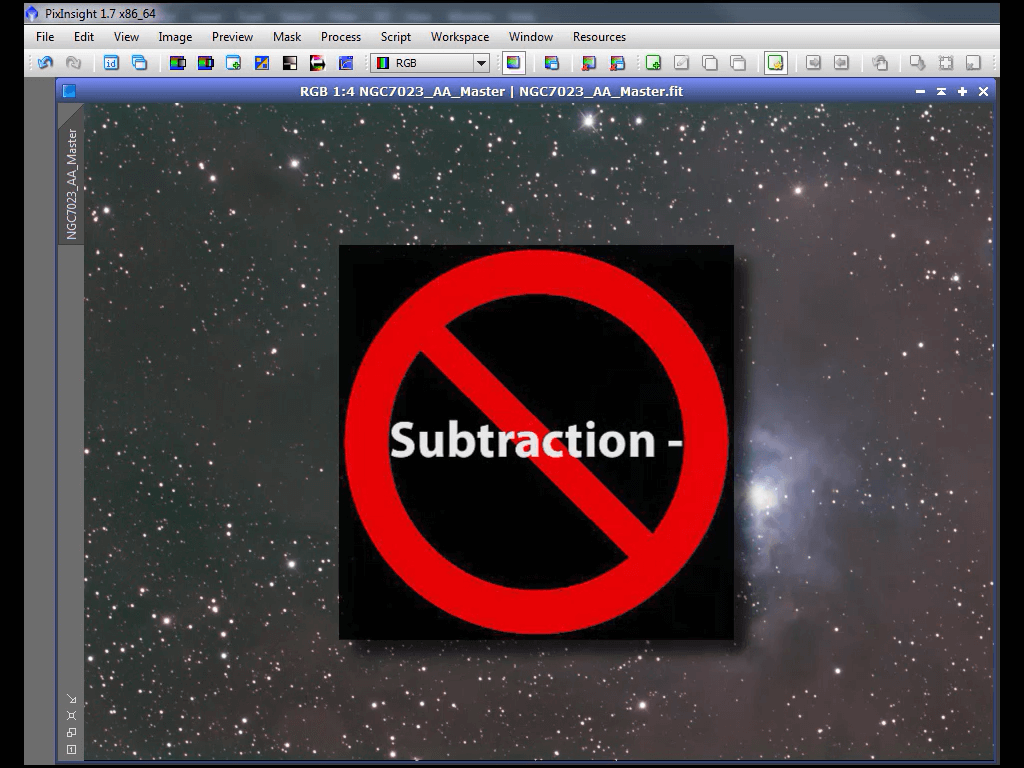 PixInsight 1.7 x86_64
File Edit View Image Preview Mask Process Script Workspace Window Resources
id RGB
RGB 1:4 NGC7023_AA_Master | NGC7023_AA_Master.fit
NGC7023_AA_Master
Subtraction -